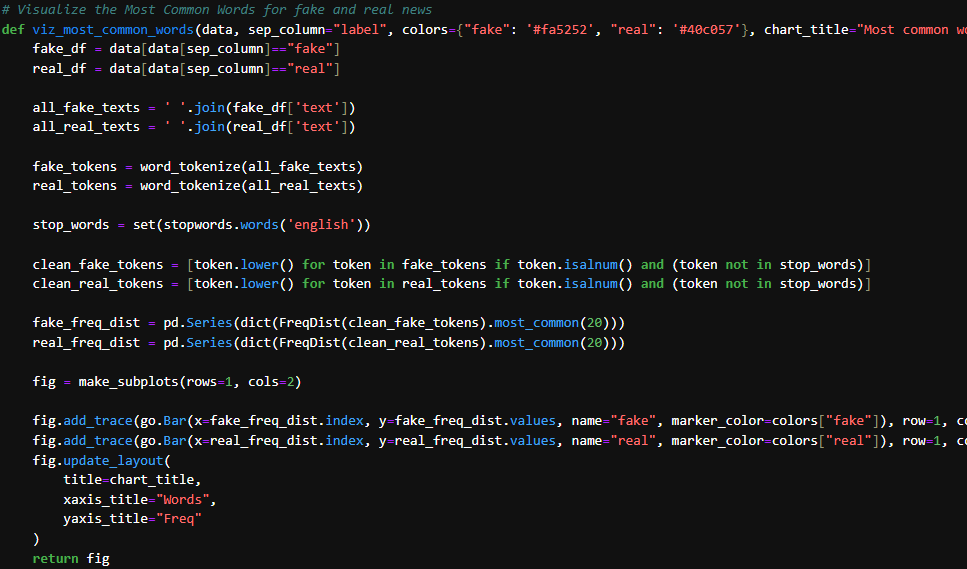 # Visualize the Most Common Words for fake and real news
def viz_most_common_words(data, sep_column="label", colors={"fake": '#fa5252', "real": '#40c057'}, chart_title="Most common
    fake_df = data[data[sep_column]=="fake"]
    real_df = data[data[sep_column]=="real"]

    all_fake_texts = ' '.join(fake_df['text'])
    all_real_texts = ' '.join(real_df['text'])

    fake_tokens = word_tokenize(all_fake_texts)
    real_tokens = word_tokenize(all_real_texts)

    stop_words = set(stopwords.words('english'))

    clean_fake_tokens = [token.lower() for token in fake_tokens if token.isalnum() and (token not in stop_words)]
    clean_real_tokens = [token.lower() for token in real_tokens if token.isalnum() and (token not in stop_words)]

    fake_freq_dist = pd.Series(dict(FreqDist(clean_fake_tokens).most_common(20)))
    real_freq_dist = pd.Series(dict(FreqDist(clean_real_tokens).most_common(20)))

    fig = make_subplots(rows=1, cols=2)

    fig.add_trace(go.Bar(x=fake_freq_dist.index, y=fake_freq_dist.values, name="fake", marker_color=colors["fake"]), row=1,
    fig.add_trace(go.Bar(x=real_freq_dist.index, y=real_freq_dist.values, name="real", marker_color=colors["real"]), row=1,
    fig.update_layout(
        title=chart_title,
        xaxis_title="Words",
        yaxis_title="Freq"
    )
    return fig